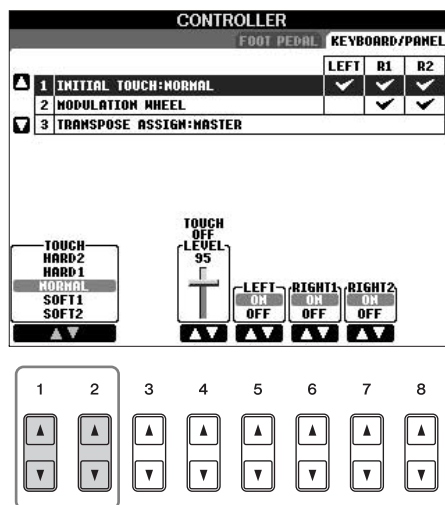 CONTROLLER
FOOT PEDAL KEYBOARD/PANEL
LEFT R1 R2
1 INITIAL TOUCH:NORMAL
2 MODULATION WHEEL
3 TRANSPOSE ASSIGN:MASTER
TOUCH
HARD2
HARD1
NORMAL
SOFT1
SOFT2
TOUCH
OFF
LEVEL
95
LEFT
ON
OFF
RIGHT1
ON
OFF
RIGHT2
ON
OFF
1 2 3 4 5 6 7 8